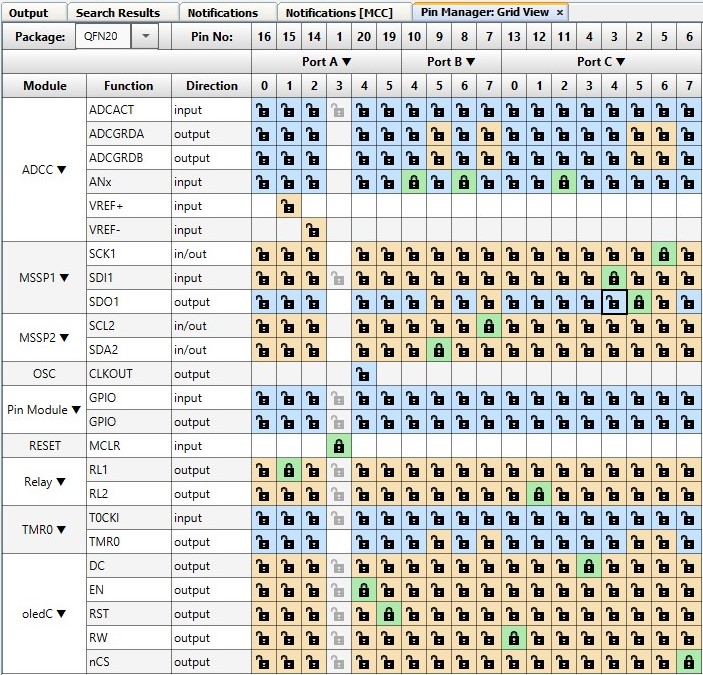 Output Search Results Notifications Notifications [MCC] Pin Manager: Grid View ×
Package: QFN20 Pin No: 16 15 14 1 20 19 10 9 8 7 13 12 11 4 3 2 5 6
Port A ▼ Port B ▼ Port C ▼
Module Function Direction 0 1 2 3 4 5 4 5 6 7 0 1 2 3 4 5 6 7
ADCC ▼
ADCACT input
ADCGRDA output
ADCGRDB output
ANx input
VREF+ input
VREF- input
MSSP1 ▼
SCK1 in/out
SDI1 input
SDO1 output
MSSP2 ▼
SCL2 in/out
SDA2 in/out
OSC CLKOUT output
Pin Module ▼
GPIO input
GPIO output
RESET MCLR input
Relay ▼
RL1 output
RL2 output
TMR0 ▼
T0CKI input
TMR0 output
oledC ▼
DC output
EN output
RST output
RW output
nCS output